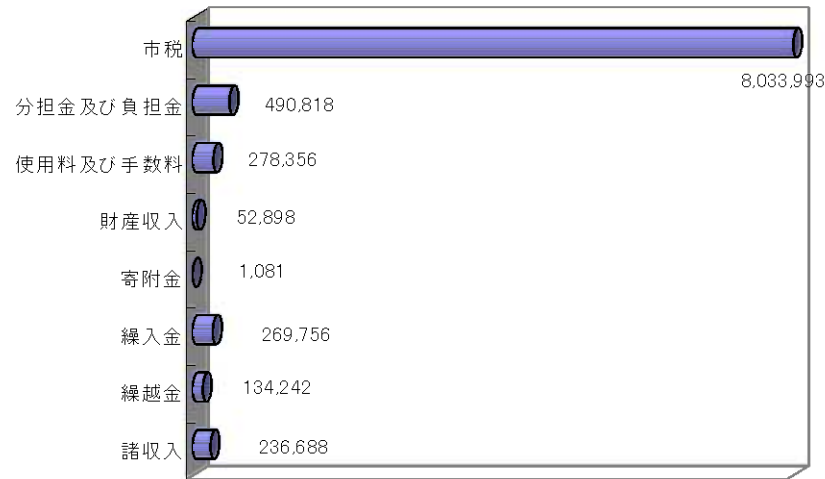 市税
8,033,993
分担金及び負担金 490,818
使用料及び手数料 278,356
財産収入 52,898
寄附金 1,081
繰入金 269,756
繰越金 134,242
諸収入 236,688